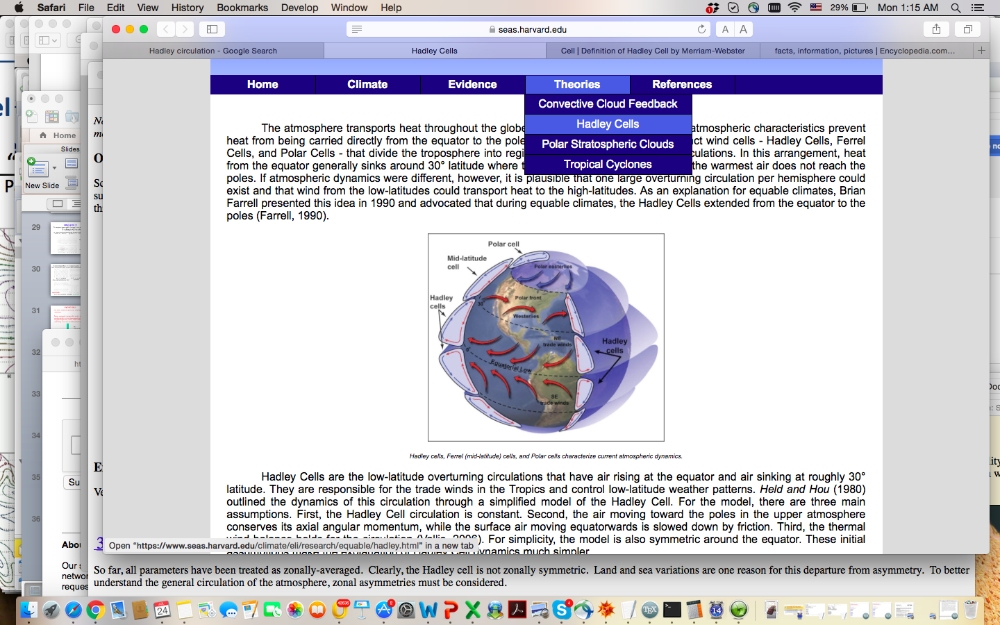 Safari File Edit View History Bookmarks Develop Window Help
29% Mon 1:15 AM
seas.harvard.edu
A A
Hadley circulation - Google Search
Hadley Cells
Cell | Definition of Hadley Cell by Merriam-Webster
facts, information, pictures | Encyclopedia.com...
Home Climate Evidence Theories References
Convective Cloud Feedback
Hadley Cells
Polar Stratospheric Clouds
Tropical Cyclones
The atmosphere transports heat throughout the globe atmospheric characteristics prevent
heat from being carried directly from the equator to the pole ct wind cells - Hadley Cells, Ferrel
Cells, and Polar Cells - that divide the troposphere into regi culations. In this arrangement, heat
from the equator generally sinks around 30° latitude where t the warmest air does not reach the
poles. If atmospheric dynamics were different, however, it is plausible that one large overturning circulation per hemisphere could
exist and that wind from the low-latitudes could transport heat to the high-latitudes. As an explanation for equable climates, Brian
Farrell presented this idea in 1990 and advocated that during equable climates, the Hadley Cells extended from the equator to the
poles (Farrell, 1990).
Polar cell
Mid-latitude
cell
Polar easterlies
Hadley
cells
30°
Polar front
Westerlies
NE
trade winds
Hadley
cells
0°
Equatorial Low
SE
trade winds
Hadley cells, Ferrel (mid-latitude) cells, and Polar cells characterize current atmospheric dynamics.
Hadley Cells are the low-latitude overturning circulations that have air rising at the equator and air sinking at roughly 30°
latitude. They are responsible for the trade winds in the Tropics and control low-latitude weather patterns. Held and Hou (1980)
outlined the dynamics of this circulation through a simplified model of the Hadley Cell. For the model, there are three main
assumptions. First, the Hadley Cell circulation is constant. Second, the air moving toward the poles in the upper atmosphere
conserves its axial angular momentum, while the surface air moving equatorwards is slowed down by friction. Third, the thermal
wind balance holds for the circulation (Vallis, 2006). For simplicity, the model is also symmetric around the equator. These initial
assumptions make the explanation of Hadley Cell dynamics much simpler.
Open "https://www.seas.harvard.edu/climate/eli/research/equable/hadley.html" in a new tab
So far, all parameters have been treated as zonally-averaged. Clearly, the Hadley cell is not zonally symmetric. Land and sea variations are one reason for this departure from asymmetry. To better
understand the general circulation of the atmosphere, zonal asymmetries must be considered.
Home
Slides
New Slide
29
30
31
32
33
34
35
36
Su
Abou
Our s
networ
reques
3
24
42636
2
4
14